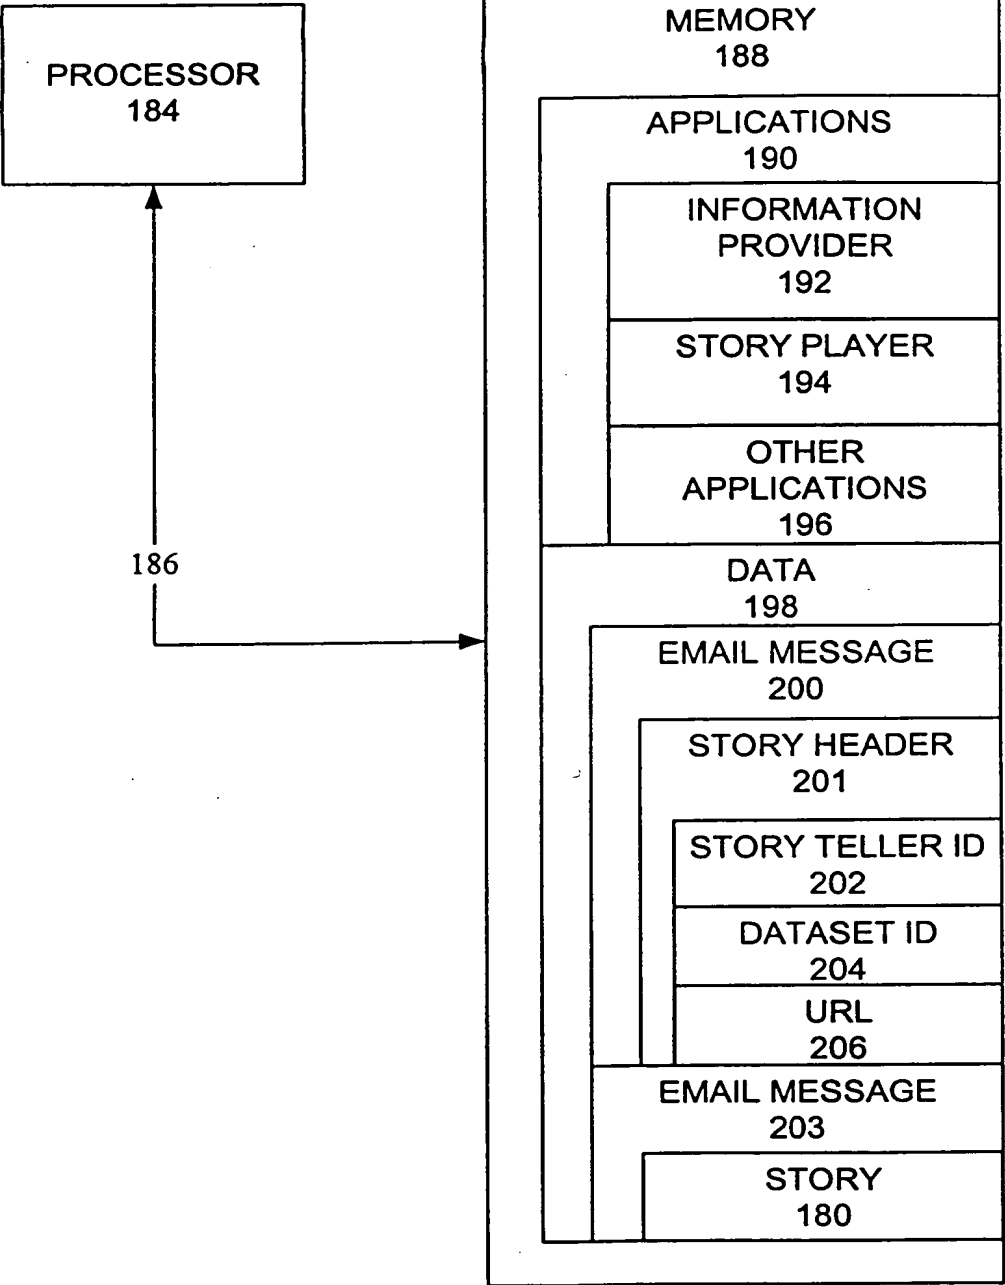 PROCESSOR
184
186
MEMORY
188
APPLICATIONS
190
INFORMATION
PROVIDER
192
STORY PLAYER
194
OTHER
APPLICATIONS
196
DATA
198
EMAIL MESSAGE
200
STORY HEADER
201
STORY TELLER ID
202
DATASET ID
204
URL
206
EMAIL MESSAGE
203
STORY
180